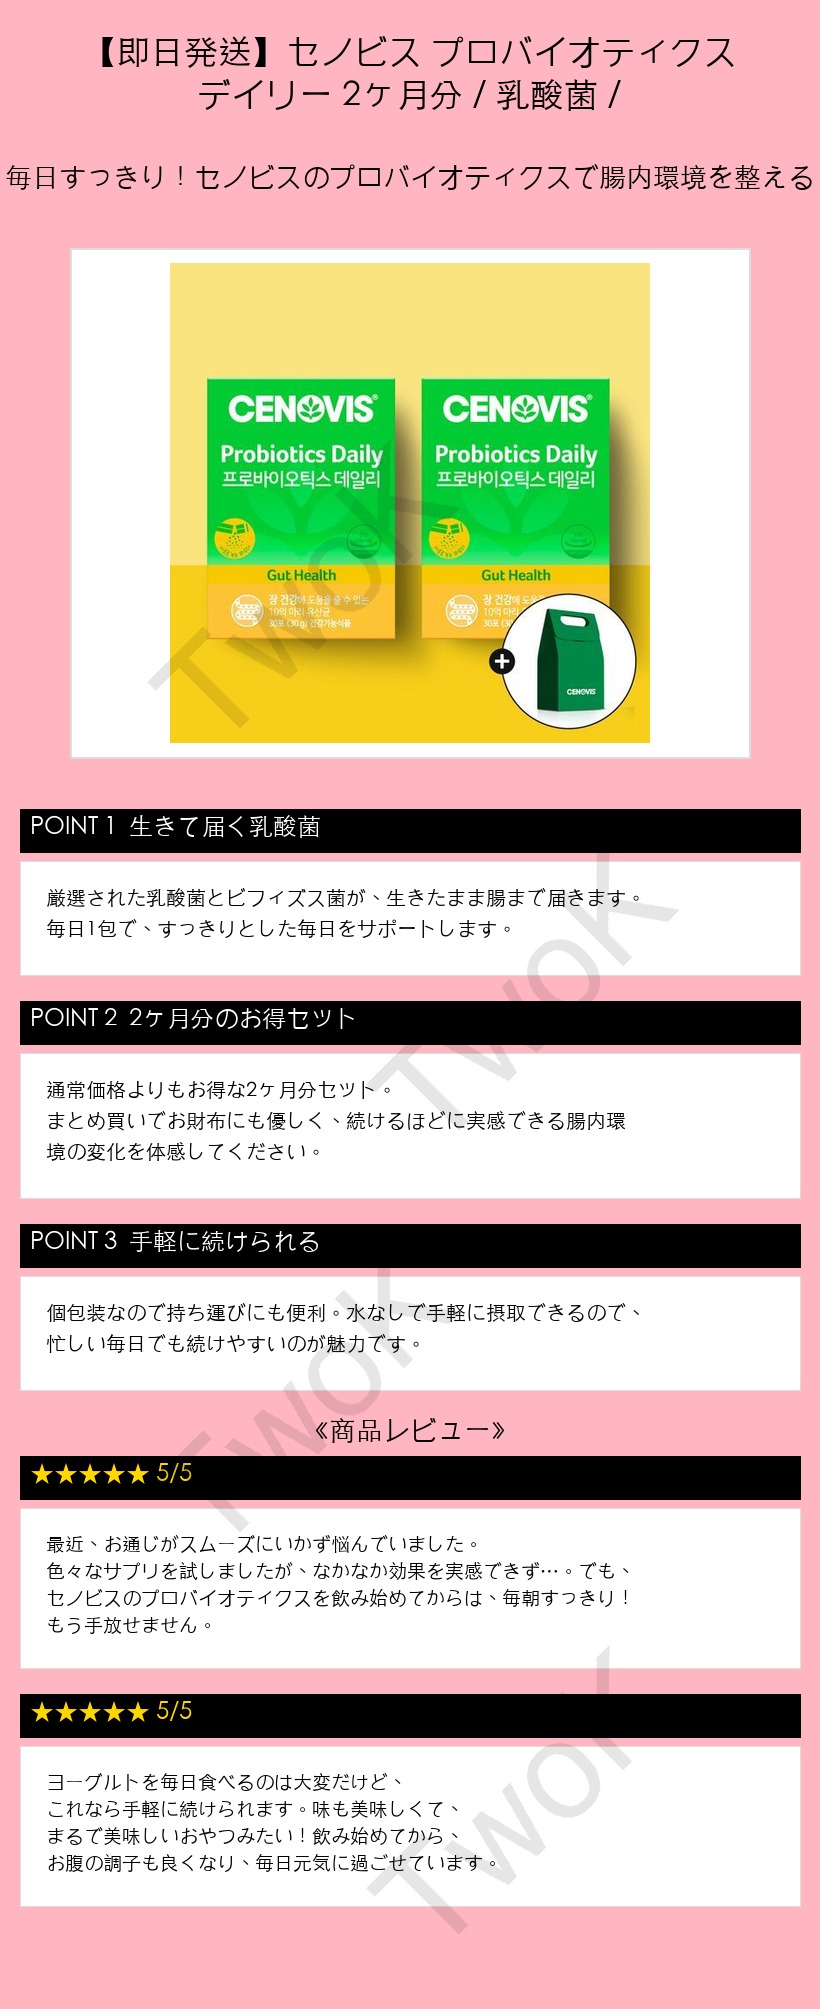 【即日発送】セノビス プロバイオティクス
デイリー 2ヶ月分 / 乳酸菌 /
毎日すっきり！セノビスのプロバイオティクスで腸内環境を整える
CENOVIS®
Probiotics Daily
프로바이오틱스 데일리
Gut Health
장 건강에 도움을 줄 수 있는
10억 마리 유산균
30포 (30 g) 건강기능식품
CENOVIS®
Probiotics Daily
프로바이오틱스 데일리
Gut Health
장 건강에
10억 마리
30포
+
CENOVIS
TwoK
POINT 1 生きて届く乳酸菌
厳選された乳酸菌とビフィズス菌が、生きたまま腸まで届きます。
毎日1包で、すっきりとした毎日をサポートします。
TwoK
POINT 2 2ヶ月分のお得セット
通常価格よりもお得な2ヶ月分セット。
まとめ買いでお財布にも優しく、続けるほどに実感できる腸内環
境の変化を体感してください。
POINT 3 手軽に続けられる
個包装なので持ち運びにも便利。水なしで手軽に摂取できるので、
忙しい毎日でも続けやすいのが魅力です。
TwoK
《商品レビュー》
★★★★★ 5/5
最近、お通じがスムーズにいかず悩んでいました。
色々なサプリを試しましたが、なかなか効果を実感できず…。でも、
セノビスのプロバイオテイクスを飲み始めてからは、毎朝すっきり！
もう手放せません。
★★★★★ 5/5
ヨーグルトを毎日食べるのは大変だけど、
これなら手軽に続けられます。味も美味しくて、
まるで美味しいおやつみたい！飲み始めてから、
お腹の調子も良くなり、毎日元気に過ごせています。
TwoK